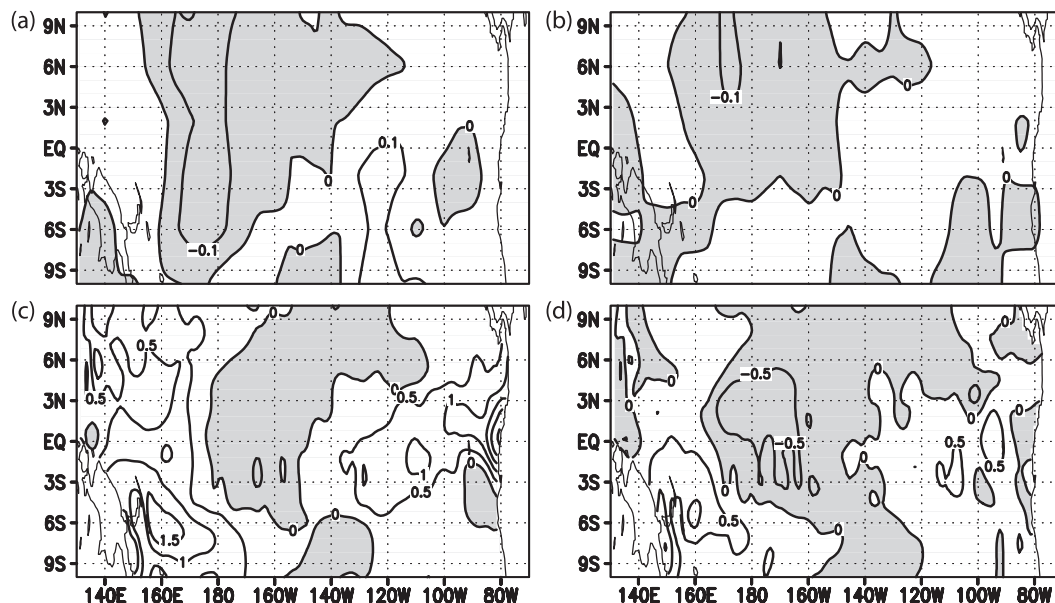 (a) (b)
9N 9N
6N 6N
3N 3N
EQ EQ
3S 3S
6S 6S
9S 9S
0 0.1 0 -0.1
0 0 -0.1
0 -0.1 0 0 0
(c) (d)
9N 9N
6N 6N
3N 3N
EQ EQ
3S 3S
6S 6S
9S 9S
0 0.5 0 0.5 0.5 1 0 0.5 1 1.5 1 0 0
0 -0.5 0 0 0 0 0 -0.5 0 0.5 0.5 0 0.5 0
140E 160E 180 160W 140W 120W 100W 80W 140E 160E 180 160W 140W 120W 100W 80W